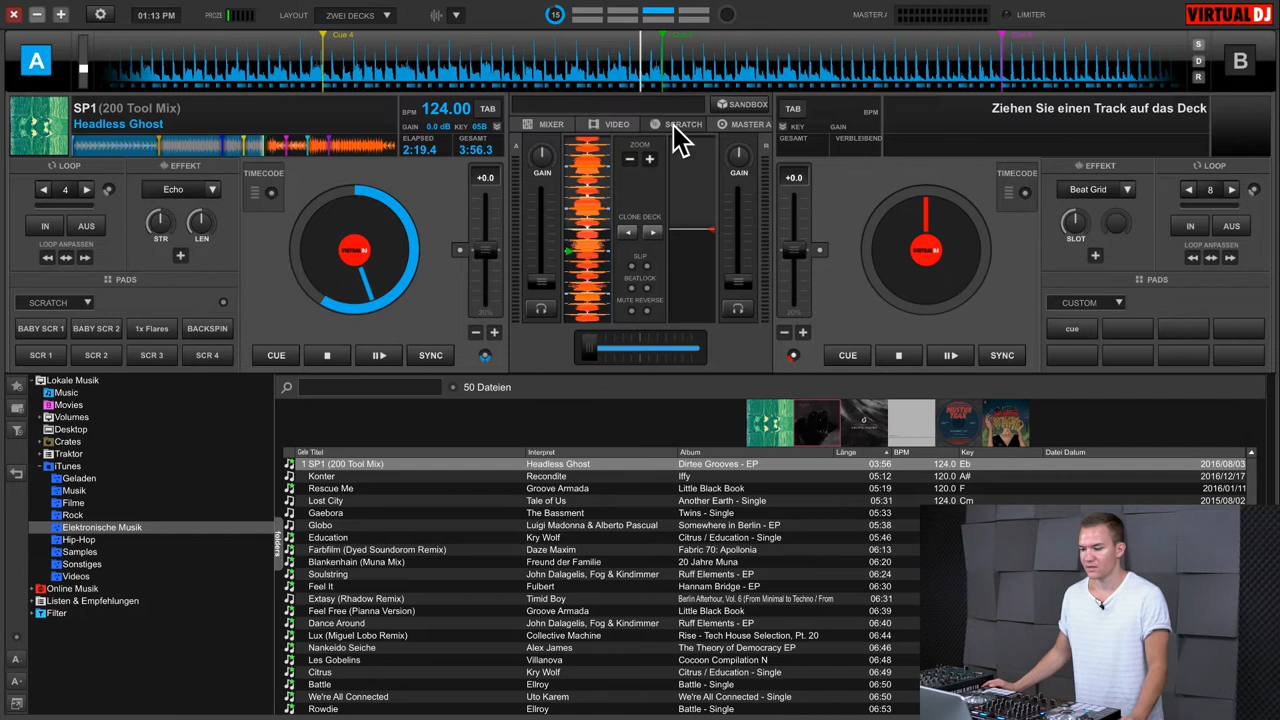 01:13 PM PROZE LAYOUT ZWEI DECKS 15 MASTER LIMITER VIRTUAL DJ
Cue 4
A B
S
D
R
SP1 (200 Tool Mix)
Headless Ghost
BPM 124.00 TAB
GAIN 0.0 dB KEY 05B
ELAPSED GESAMT
2:19.4 3:56.3
SANDBOX
MIXER VIDEO SCRATCH MASTER
TAB BPM
KEY GAIN
GESAMT VERBLEIBEND
Ziehen Sie einen Track auf das Deck
LOOP EFFEKT TIMECODE
4 Echo
STR LEN
IN AUS
LOOP ANPASSEN
PADS
SCRATCH
BABY SCR 1 BABY SCR 2 1x Flares BACKSPIN
SCR 1 SCR 2 SCR 3 SCR 4
VIRTUAL DJ
+0.0
20%
CUE SYNC
A
GAIN
ZOOM
CLONE DECK
SLIP
BEATLOCK
MUTE REVERSE
GAIN
+0.0
20%
TIMECODE
VIRTUAL DJ
CUE SYNC
EFFEKT LOOP
Beat Grid 8
SLOT
IN AUS
LOOP ANPASSEN
PADS
CUSTOM
cue
Lokale Musik
Music
Movies
Volumes
Desktop
Crates
Traktor
iTunes
Geladen
Musik
Filme
Rock
Elektronische Musik
Hip-Hop
Samples
Sonstiges
Videos
Online Musik
Listen & Empfehlungen
Filter
folders
50 Dateien
Titel Interpret Album Länge BPM Key Datei Datum
1 SP1 (200 Tool Mix) Headless Ghost Dirtee Grooves - EP 03:56 124.0 Eb 2016/08/03
Konter Recondite Iffy 05:12 124.0 A# 2016/12/17
Rescue Me Groove Armada Little Black Book 05:19 120.0 F 2016/01/11
Lost City Tale of Us Another Earth - Single 05:31 124.0 Cm 2015/08/02
Gaebora The Bassment Twins - Single 05:33
Globo Luigi Madonna & Alberto Pascual Somewhere in Berlin - EP 05:38
Education Kry Wolf Citrus / Education - Single 05:46
Farbfilm (Dyed Soundorom Remix) Daze Maxim Fabric 70: Apollonia 06:13
Blankenhain (Muna Mix) Freund der Familie 20 Jahre Muna 06:20
Soulstring John Dalagelis, Fog & Kindimmer Ruff Elements - EP 06:24
Feel It Fulbert Hannam Bridge - EP 06:30
Extasy (Rhadow Remix) Timid Boy Berlin Afterhour, Vol. 6 (From Minimal to Techno / From 06:31
Feel Free (Pianna Version) Groove Armada Little Black Book 06:39
Dance Around John Dalagelis, Fog & Kindimmer Ruff Elements - EP 06:40
Lux (Miguel Lobo Remix) Collective Machine Rise - Tech House Selection, Pt. 20 06:44
Nankeido Seiche Alex James The Theory of Democracy EP 06:48
Les Gobelins Villanova Cocoon Compilation N 06:48
Citrus Kry Wolf Citrus / Education - Single 06:50
Battle Ellroy Battle - Single 06:50
We're All Connected Uto Karem We're All Connected - Single 06:50
Rowdie Ellroy Battle - Single 06:53